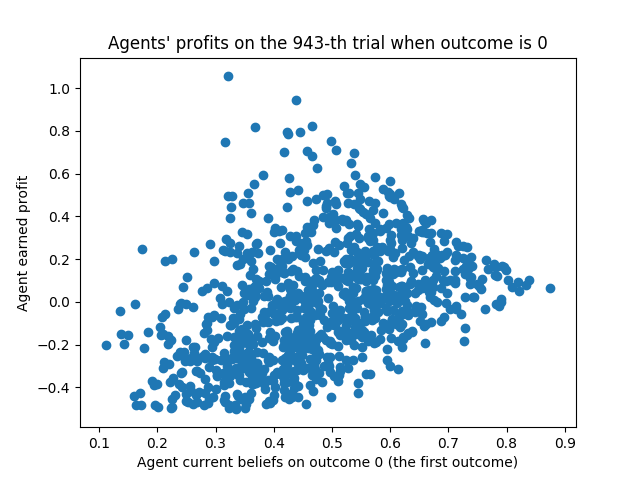 Agents' profits on the 943-th trial when outcome is 0
1.0
0.8
0.6
0.4
0.2
0.0
−0.2
−0.4
Agent earned profit
0.1 0.2 0.3 0.4 0.5 0.6 0.7 0.8 0.9
Agent current beliefs on outcome 0 (the first outcome)